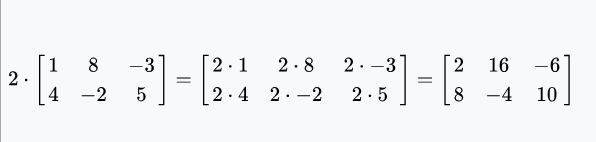 2 · [1 8 −3] = [2 · 1 2 · 8 2 · −3] = [2 16 −6]
[4 −2 5] [2 · 4 2 · −2 2 · 5] [8 −4 10]